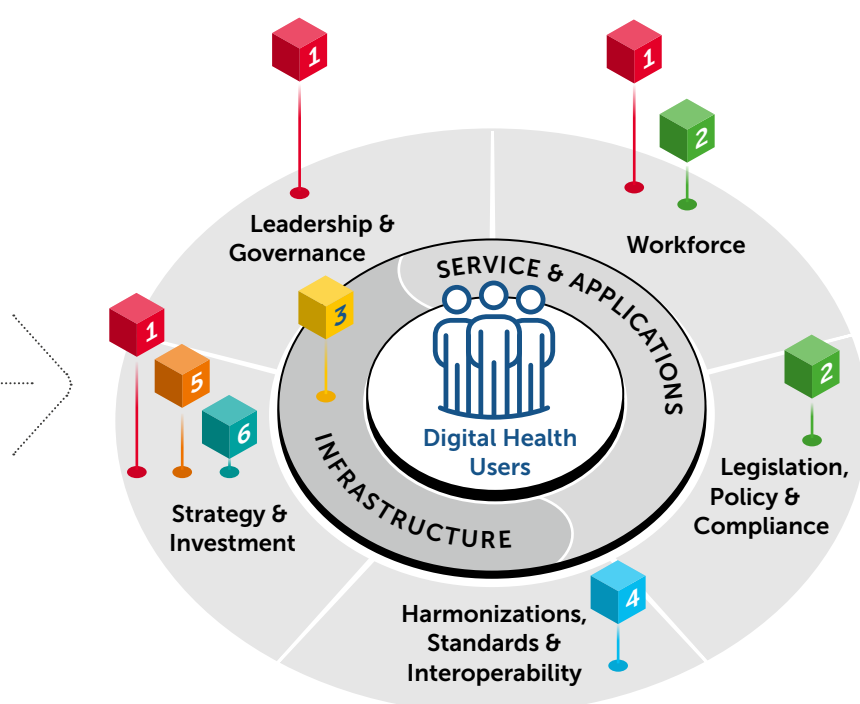 1
1
2
Leadership &
Governance
Workforce
SERVICE & APPLICATIONS
3
1
5
6
2
Digital Health
Users
INFRASTRUCTURE
Legislation,
Policy &
Compliance
Strategy &
Investment
4
Harmonizations,
Standards &
Interoperability